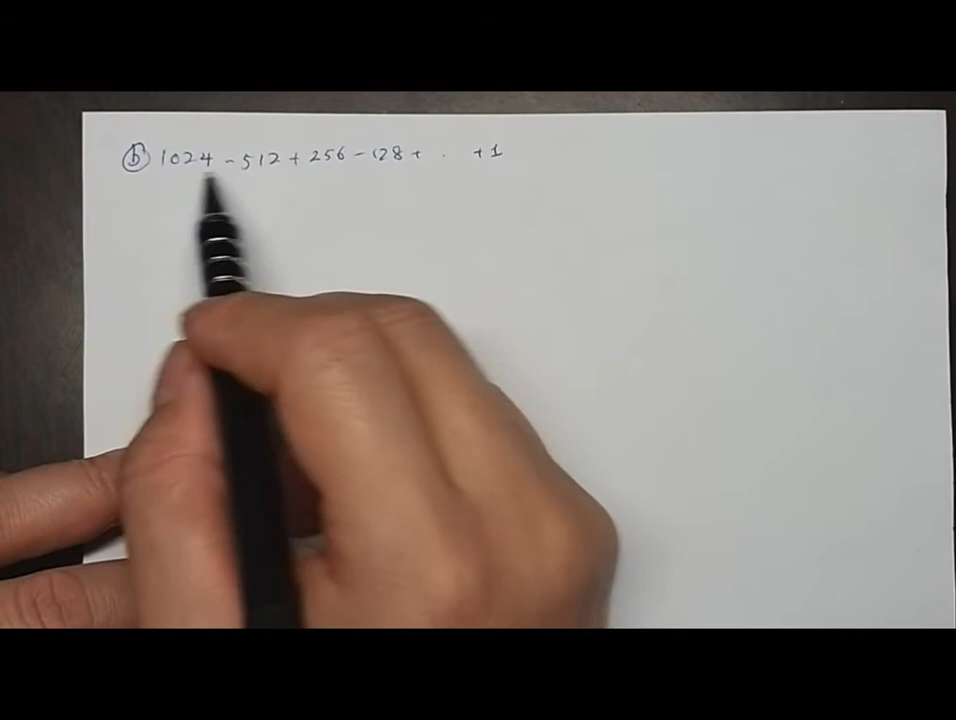 ⓑ 1024 - 512 + 256 - 128 + . . +1